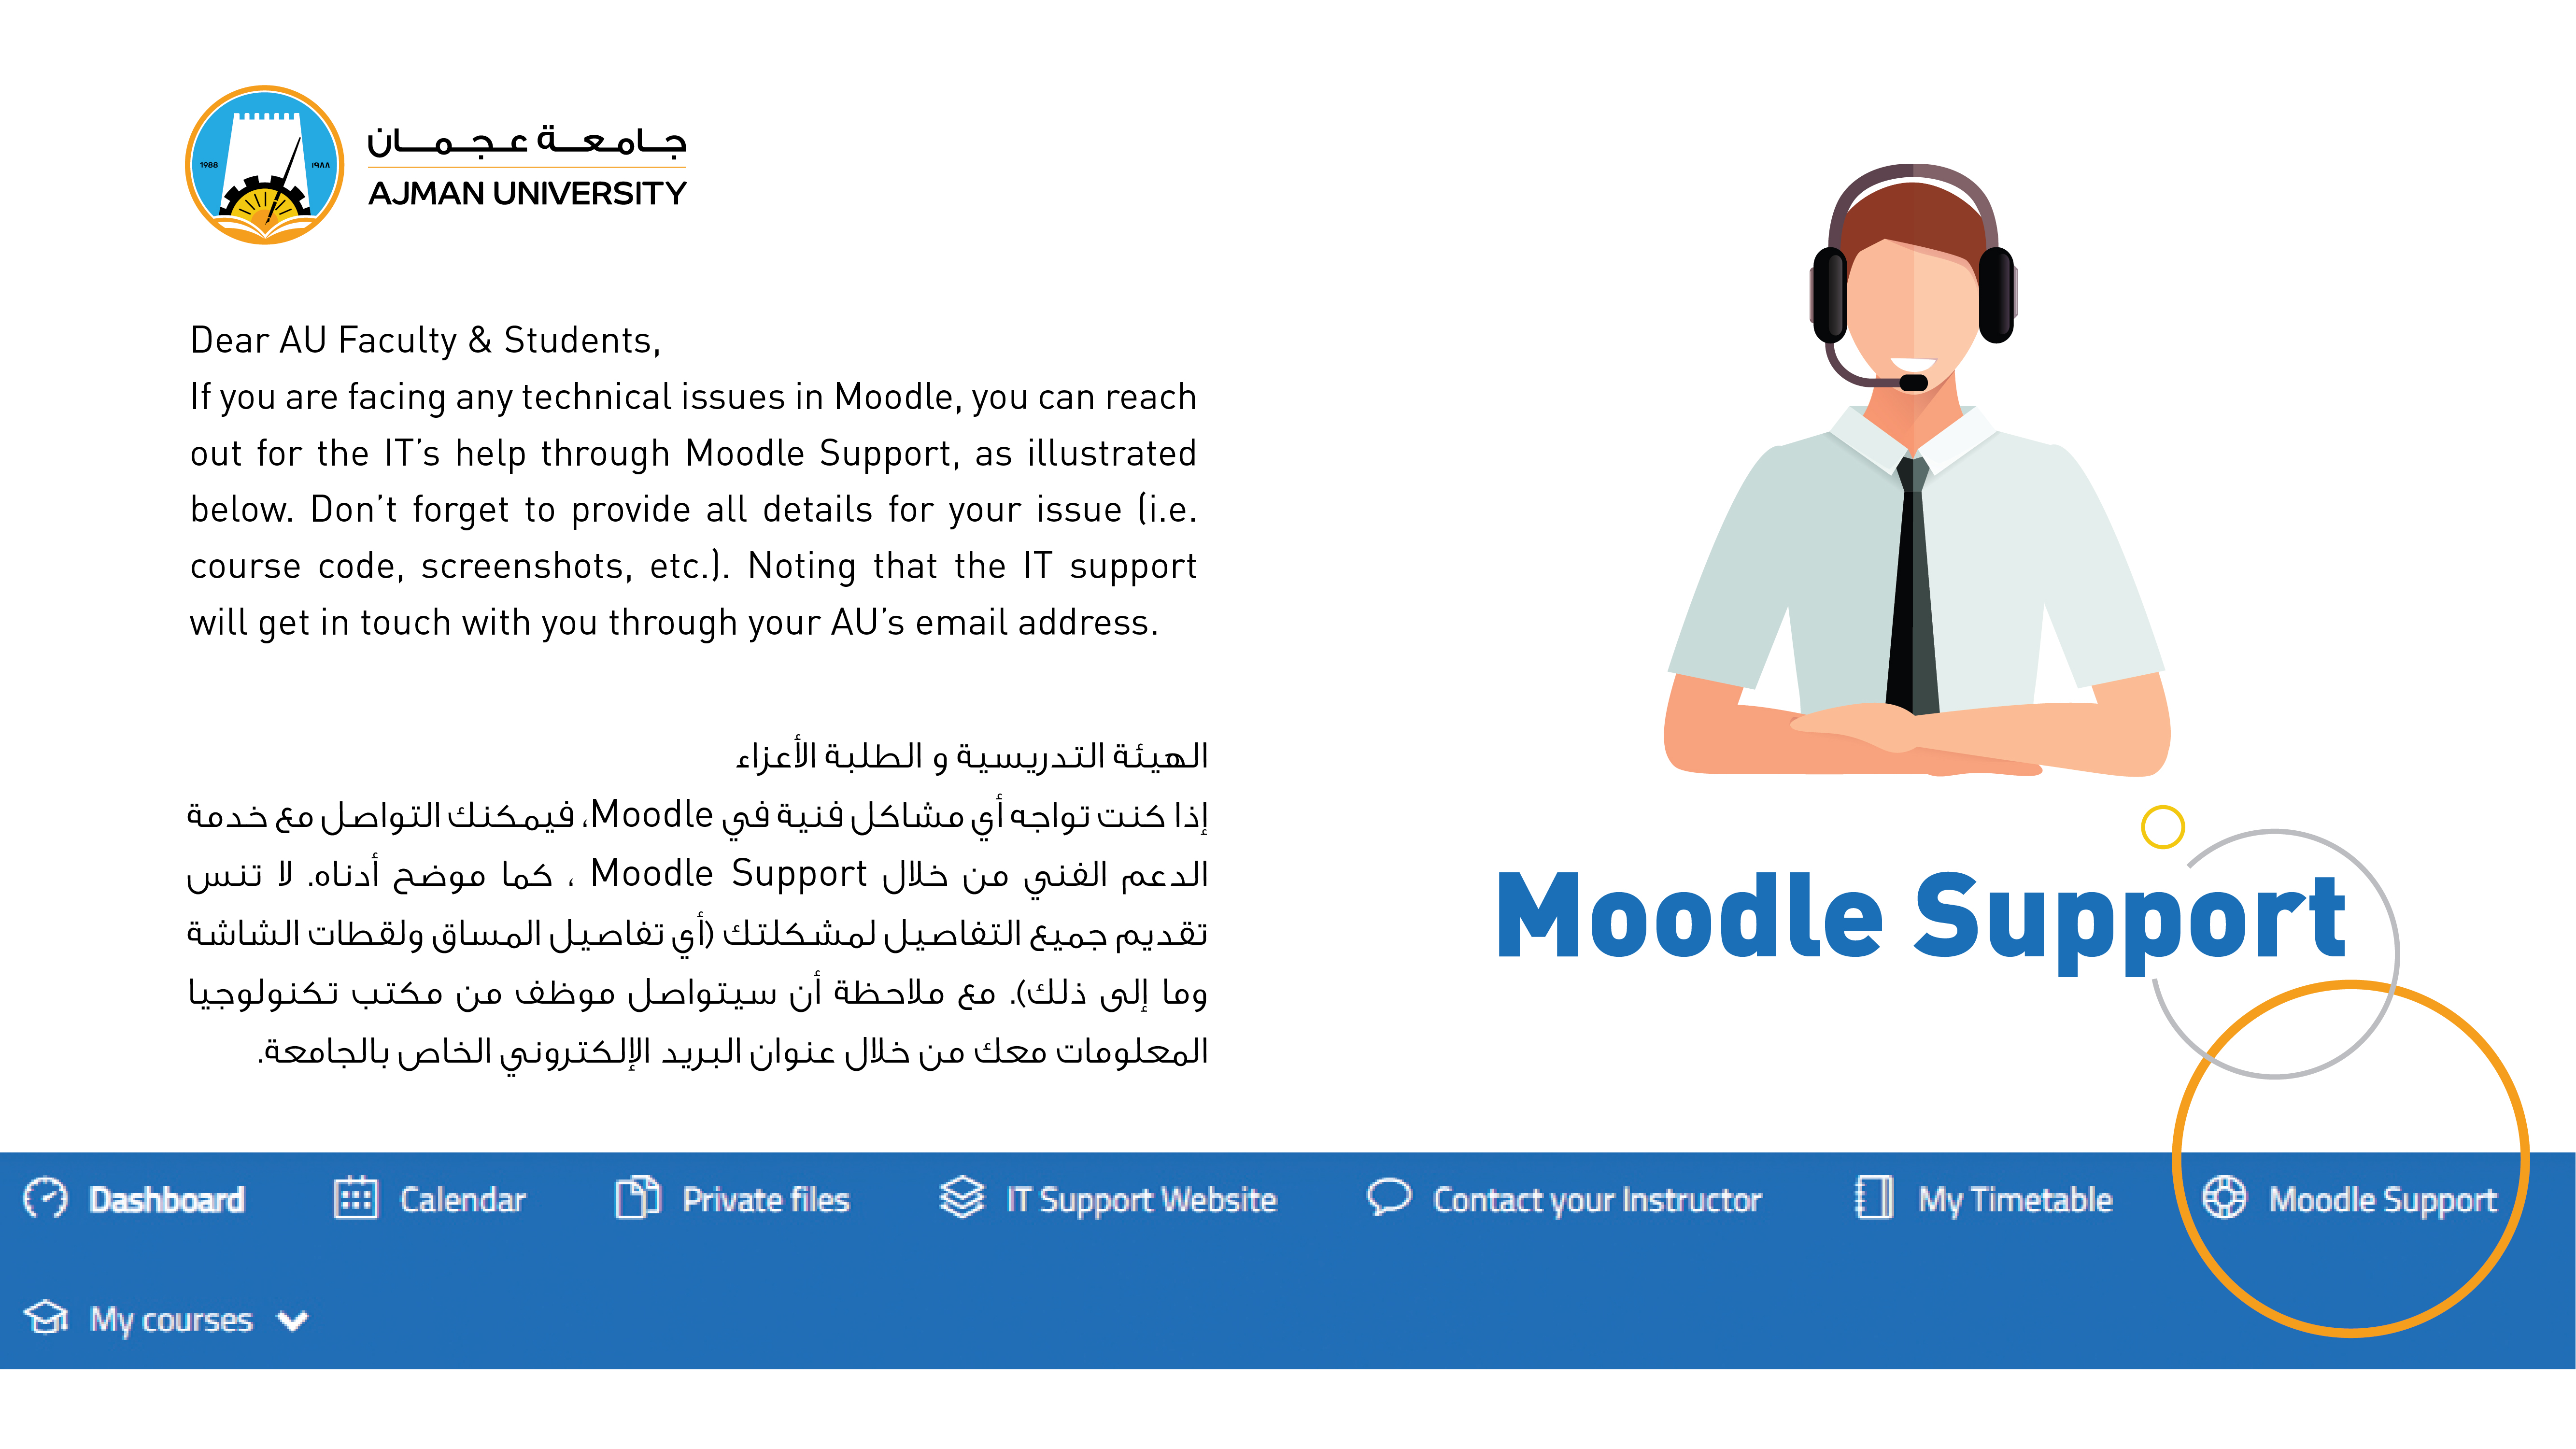 1988
١٩٨٨
جامعة عجمان
AJMAN UNIVERSITY
Dear AU Faculty & Students,
If you are facing any technical issues in Moodle, you can reach
out for the IT’s help through Moodle Support, as illustrated
below. Don’t forget to provide all details for your issue (i.e.
course code, screenshots, etc.). Noting that the IT support
will get in touch with you through your AU’s email address.
الهيئة التدريسية و الطلبة الأعزاء
إذا كنت تواجه أي مشاكل فنية في Moodle، فيمكنك التواصل مع خدمة
الدعم الفني من خلال Moodle Support ، كما موضح أدناه. لا تنس
تقديم جميع التفاصيل لمشكلتك (أي تفاصيل المساق ولقطات الشاشة
وما إلى ذلك). مع ملاحظة أن سيتواصل موظف من مكتب تكنولوجيا
المعلومات معك من خلال عنوان البريد الإلكتروني الخاص بالجامعة.
Moodle Support
Dashboard Calendar Private files IT Support Website Contact your Instructor My Timetable Moodle Support
My courses